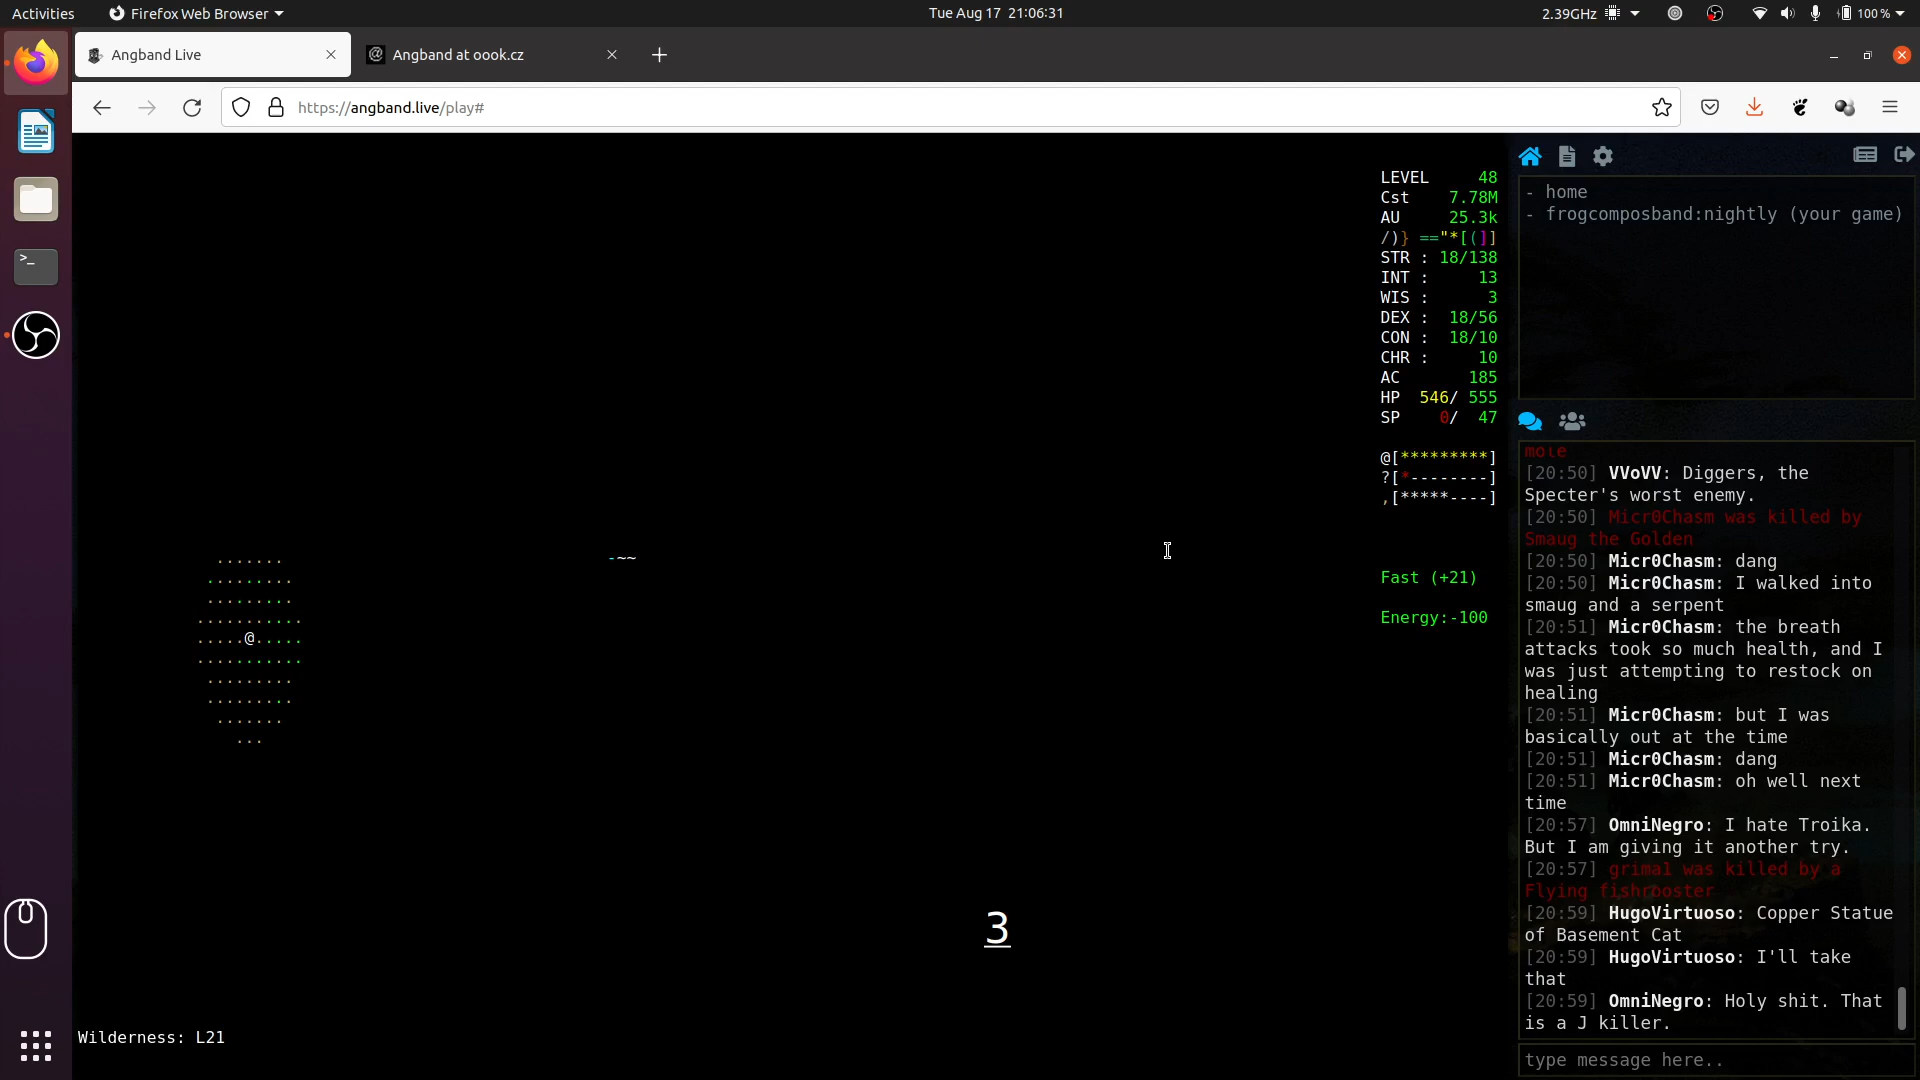 Activities Firefox Web Browser Tue Aug 17 21:06:31 2.39GHz 100 %
Angband Live Angband at oook.cz
https://angband.live/play#
LEVEL 48
Cst 7.78M
AU 25.3k
/)} =="*[(]]
STR : 18/138
INT : 13
WIS : 3
DEX : 18/56
CON : 18/10
CHR : 10
AC 185
HP 546/ 555
SP 0/ 47
@[*********]
?[*--------]
,[*****----]
Fast (+21)
Energy:-100
-~~
.......
.........
.........
...........
.....@.....
...........
.........
.........
.......
...
3
Wilderness: L21
- home
- frogcomposband:nightly (your game)
mole
[20:50] VVoVV: Diggers, the
Specter's worst enemy.
[20:50] Micr0Chasm was killed by
Smaug the Golden
[20:50] Micr0Chasm: dang
[20:50] Micr0Chasm: I walked into
smaug and a serpent
[20:51] Micr0Chasm: the breath
attacks took so much health, and I
was just attempting to restock on
healing
[20:51] Micr0Chasm: but I was
basically out at the time
[20:51] Micr0Chasm: dang
[20:51] Micr0Chasm: oh well next
time
[20:57] OmniNegro: I hate Troika.
But I am giving it another try.
[20:57] grimal was killed by a
Flying fishrooster
[20:59] HugoVirtuoso: Copper Statue
of Basement Cat
[20:59] HugoVirtuoso: I'll take
that
[20:59] OmniNegro: Holy shit. That
is a J killer.
type message here..